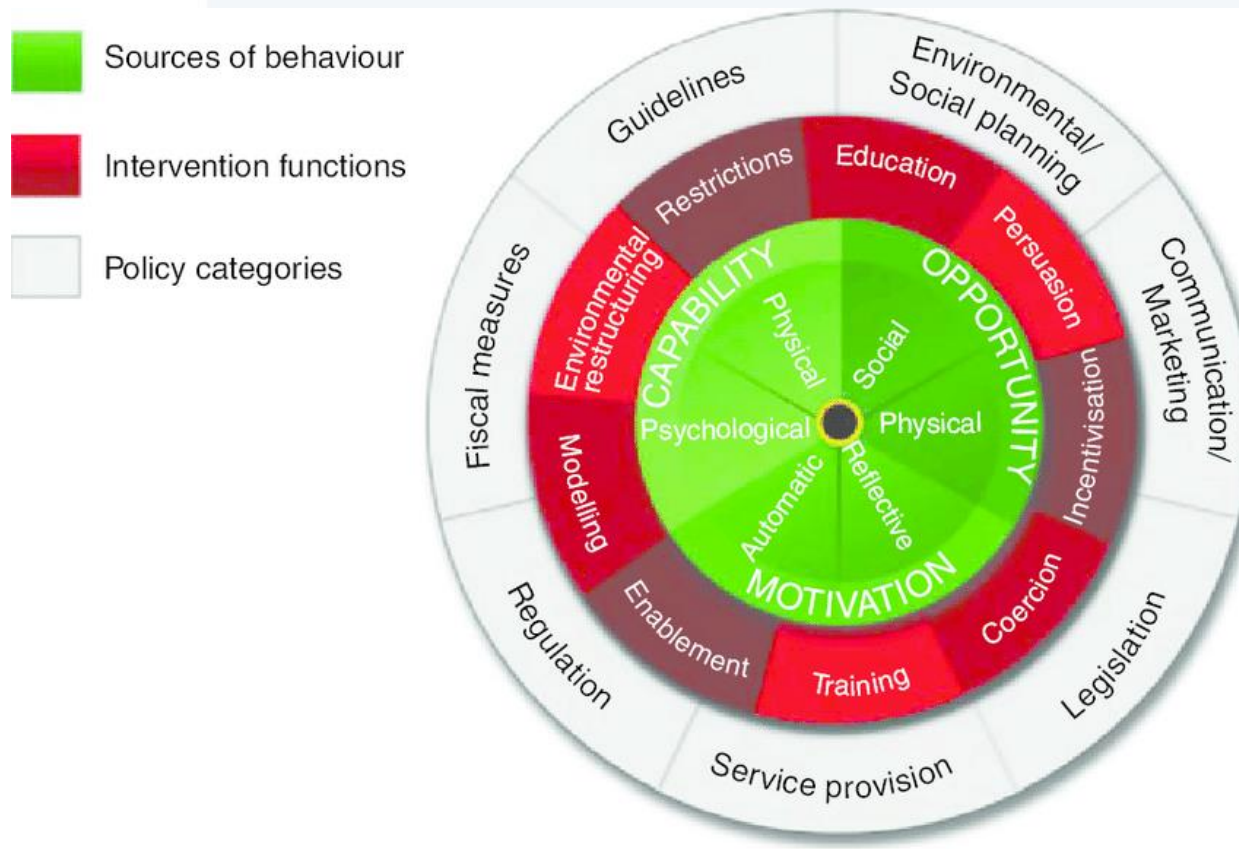 Sources of behaviour
Intervention functions
Policy categories
Guidelines
Environmental/
Social planning
Communication/
Marketing
Legislation
Service provision
Regulation
Fiscal measures
Restrictions
Education
Persuasion
Incentivisation
Coercion
Training
Enablement
Modelling
Environmental
restructuring
CAPABILITY
OPPORTUNITY
MOTIVATION
Physical
Social
Physical
Reflective
Automatic
Psychological